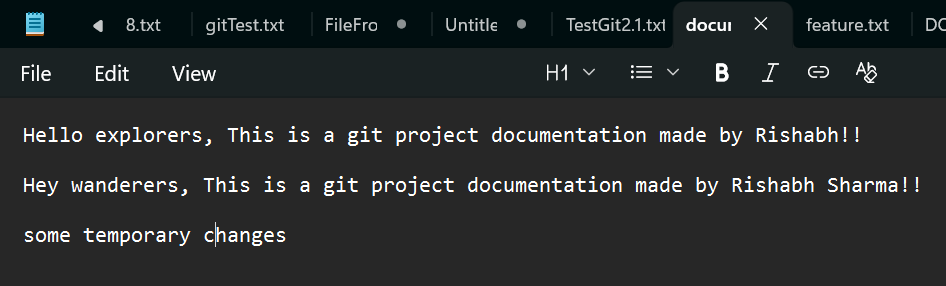 8.txt gitTest.txt FileFro Untitle TestGit2.1.txt docu feature.txt DC
File Edit View H1 B I A
Hello explorers, This is a git project documentation made by Rishabh!!
Hey wanderers, This is a git project documentation made by Rishabh Sharma!!
some temporary changes